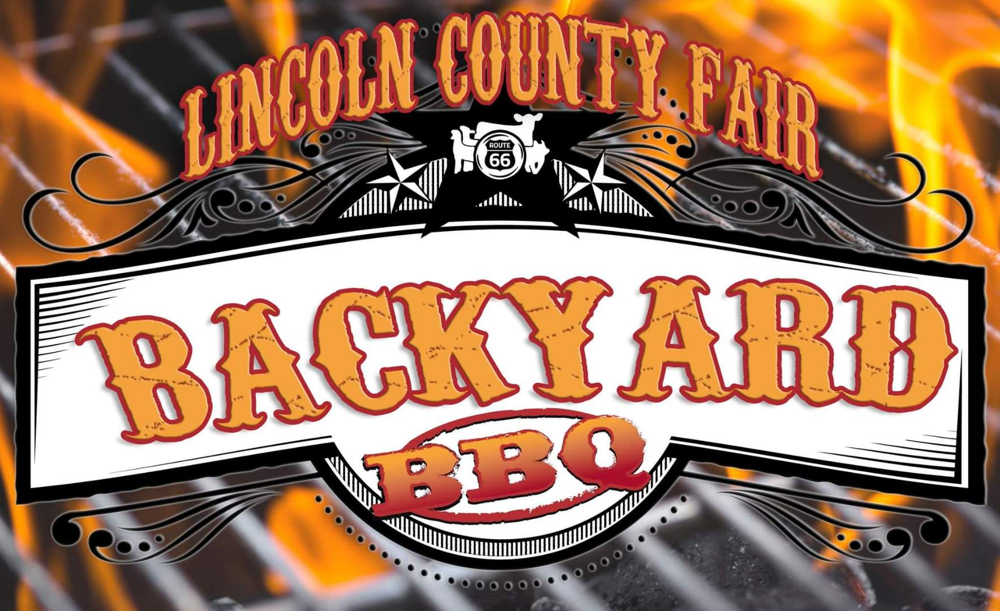 LINCOLN COUNTY FAIR
ROUTE
66
BACKYARD
BBQ